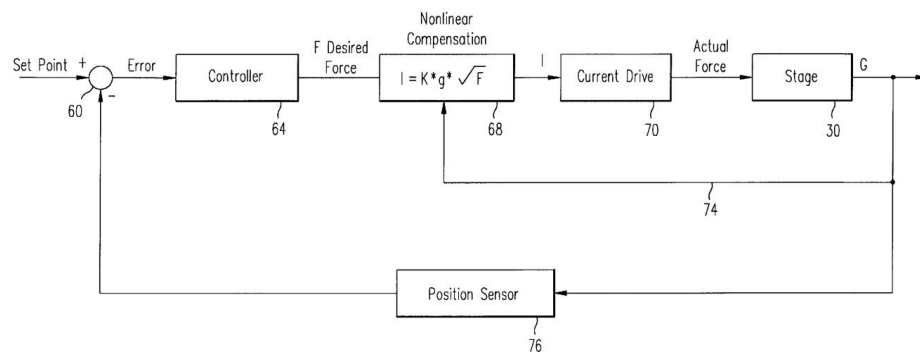 Nonlinear
Compensation
Set Point + Error
Controller
F Desired
Force
I = K*g* √F
I
Current Drive
Actual
Force
Stage
G
60 −
64
68
70
30
74
Position Sensor
76